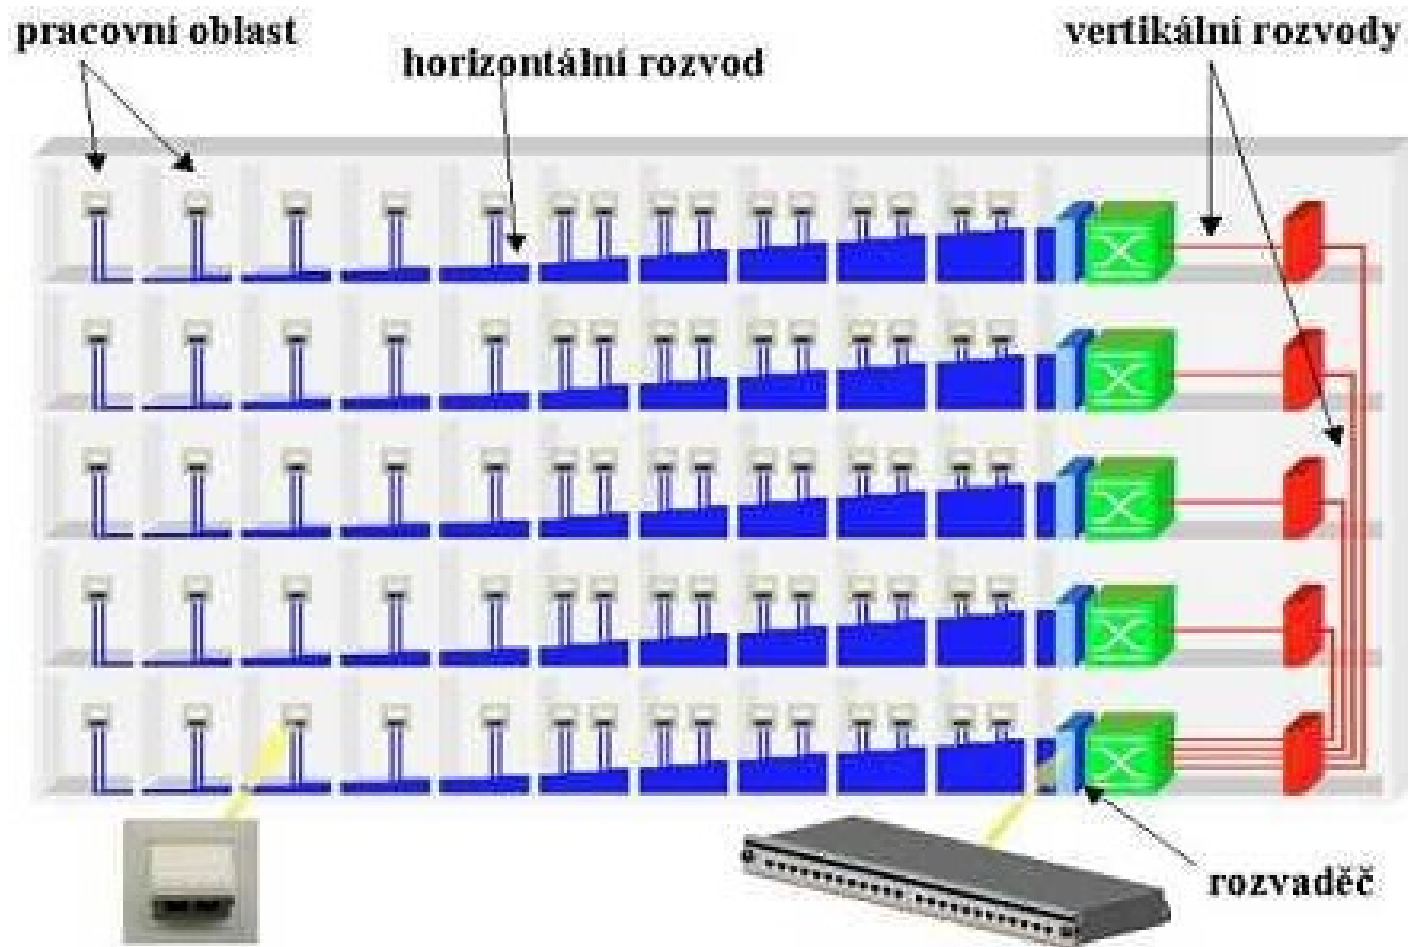 pracovní oblast
horizontální rozvod
vertikální rozvody
rozvaděč